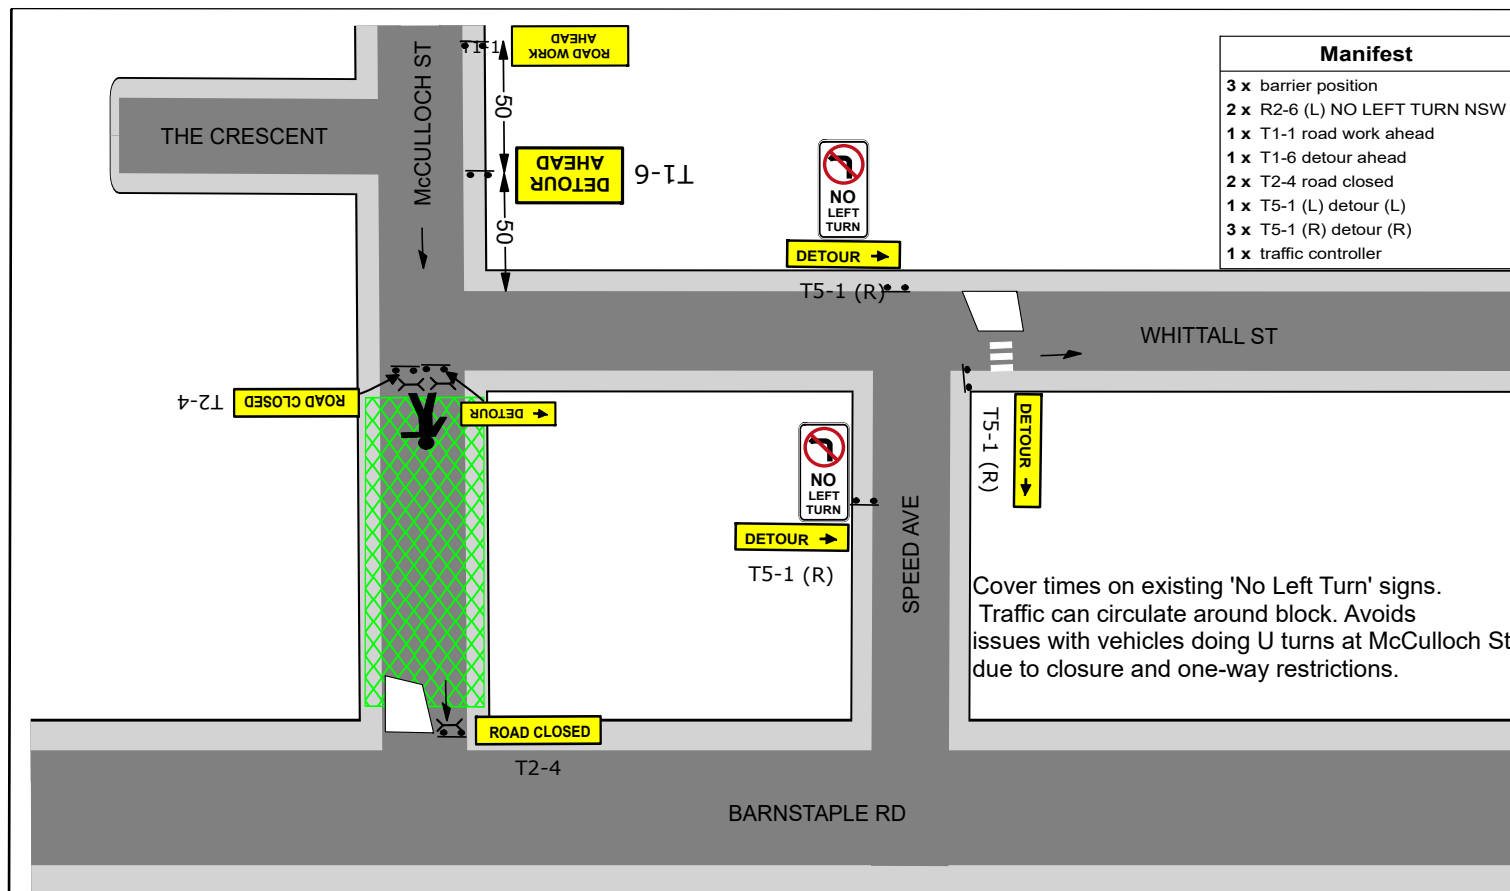 T1-1
ROAD WORK
AHEAD
McCULLOCH ST
THE CRESCENT
50
DETOUR
AHEAD
T1-6
50
NO
LEFT
TURN
DETOUR
T5-1 (R)
WHITTALL ST
Manifest
3 x barrier position
2 x R2-6 (L) NO LEFT TURN NSW
1 x T1-1 road work ahead
1 x T1-6 detour ahead
2 x T2-4 road closed
1 x T5-1 (L) detour (L)
3 x T5-1 (R) detour (R)
1 x traffic controller
T2-4
ROAD CLOSED
DETOUR
NO
LEFT
TURN
DETOUR
T5-1 (R)
SPEED AVE
T5-1 (R)
DETOUR
Cover times on existing 'No Left Turn' signs.
Traffic can circulate around block. Avoids
issues with vehicles doing U turns at McCulloch St
due to closure and one-way restrictions.
ROAD CLOSED
T2-4
BARNSTAPLE RD